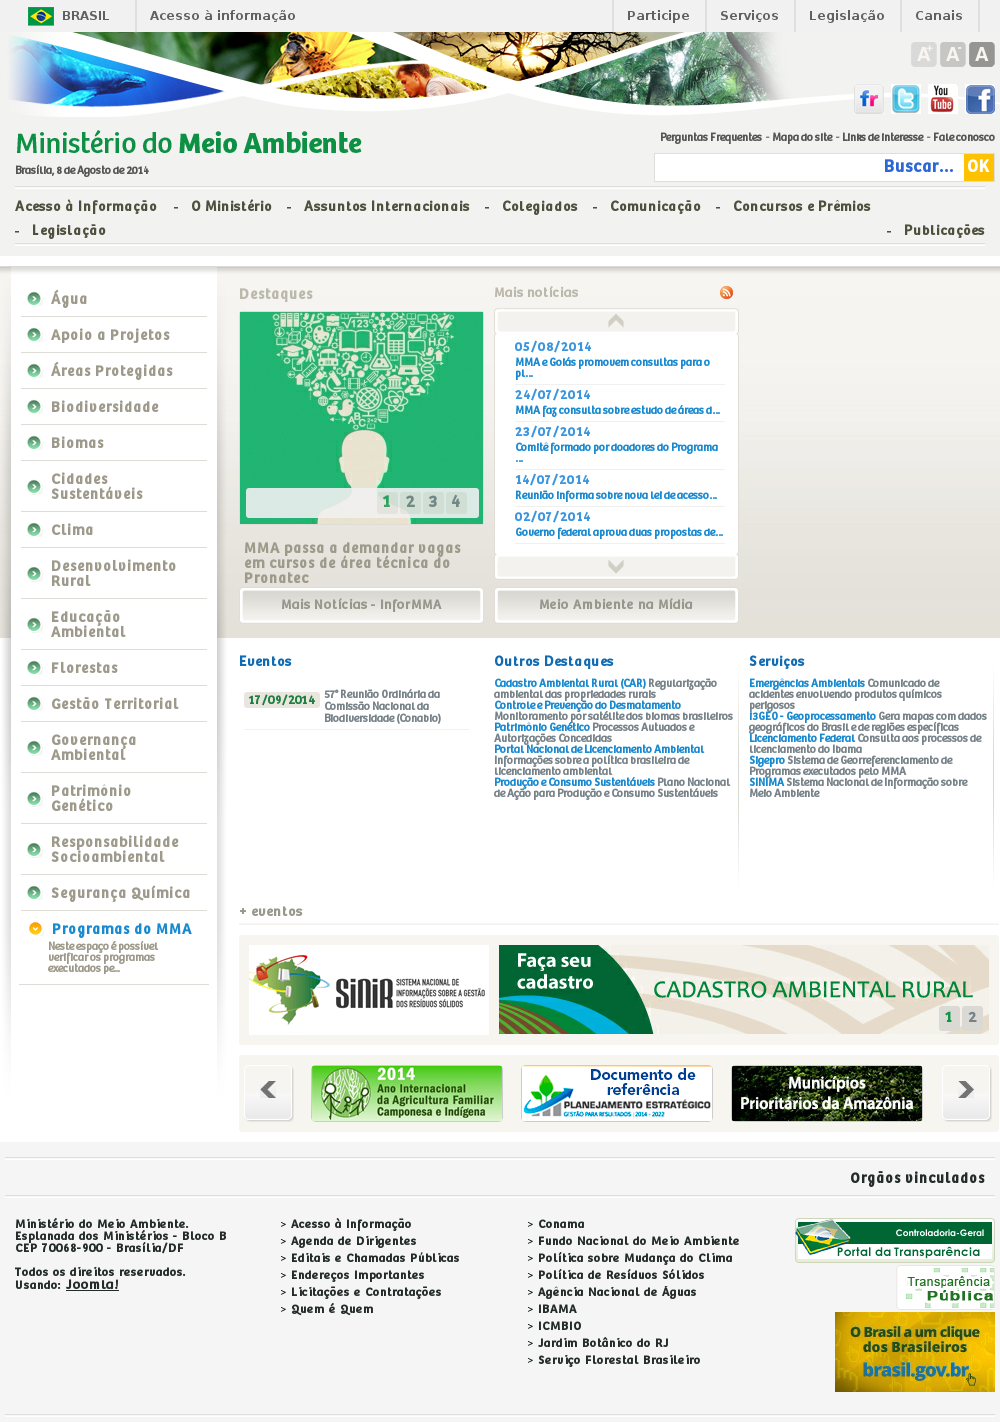 BRASIL
Acesso à informação
Participe
Serviços
Legislação
Canais
A+ A- A
fr
You Tube
Ministério do Meio Ambiente
Brasília, 8 de Agosto de 2014
Perguntas Frequentes - Mapa do site - Links de Interesse - Fale conosco
Buscar... OK
Acesso à Informação - O Ministério - Assuntos Internacionais - Colegiados - Comunicação - Concursos e Prêmios
- Legislação - Publicações
Água
Apoio a Projetos
Áreas Protegidas
Biodiversidade
Biomas
Cidades
Sustentáveis
Clima
Desenvolvimento
Rural
Educação
Ambiental
Florestas
Gestão Territorial
Governança
Ambiental
Patrimônio
Genético
Responsabilidade
Socioambiental
Segurança Química
Programas do MMA
Neste espaço é possível
verificar os programas
executados pe...
Destaques
1 2 3 4
MMA passa a demandar vagas
em cursos de área técnica do
Pronatec
Mais Notícias - InforMMA
Mais notícias
05/08/2014
MMA e Goiás promovem consultas para o
pl...
24/07/2014
MMA faz consulta sobre estudo de áreas d...
23/07/2014
Comitê formado por doadores do Programa
...
14/07/2014
Reunião informa sobre nova lei de acesso...
02/07/2014
Governo federal aprova duas propostas de...
Meio Ambiente na Mídia
Eventos
17/09/2014
57ª Reunião Ordinária da
Comissão Nacional da
Biodiversidade (Conabio)
Outros Destaques
Cadastro Ambiental Rural (CAR) Regularização
ambiental das propriedades rurais
Controle e Prevenção do Desmatamento
Monitoramento por satélite dos biomas brasileiros
Patrimônio Genético Processos Autuados e
Autorizações Concedidas
Portal Nacional de Licenciamento Ambiental
Informações sobre a política brasileira de
licenciamento ambiental
Produção e Consumo Sustentáveis Plano Nacional
de Ação para Produção e Consumo Sustentáveis
Serviços
Emergências Ambientais Comunicado de
acidentes envolvendo produtos químicos
perigosos
I3GEO - Geoprocessamento Gera mapas com dados
geográficos do Brasil e de regiões específicas
Licenciamento Federal Consulta aos processos de
licenciamento do Ibama
Sigepro Sistema de Georreferenciamento de
Programas executados pelo MMA
SINIMA Sistema Nacional de Informação sobre
Meio Ambiente
+ eventos
SINIR
SISTEMA NACIONAL DE
INFORMAÇÕES SOBRE A GESTÃO
DOS RESÍDUOS SÓLIDOS
Faça seu
cadastro
CADASTRO AMBIENTAL RURAL
1 2
2014
Ano Internacional
da Agricultura Familiar
Camponesa e Indígena
Documento de
referência
PLANEJAMENTO ESTRATÉGICO
GESTÃO PARA RESULTADOS : 2014 - 2022
Municípios
Prioritários da Amazônia
Orgãos vinculados
Ministério do Meio Ambiente.
Esplanada dos Ministérios - Bloco B
CEP 70068-900 - Brasília/DF
Todos os direitos reservados.
Usando: Joomla!
> Acesso à Informação
> Agenda de Dirigentes
> Editais e Chamadas Públicas
> Endereços Importantes
> Licitações e Contratações
> Quem é Quem
> Conama
> Fundo Nacional do Meio Ambiente
> Política sobre Mudança do Clima
> Política de Resíduos Sólidos
> Agência Nacional de Águas
> IBAMA
> ICMBIO
> Jardim Botânico do RJ
> Serviço Florestal Brasileiro
Controladoria-Geral
Portal da Transparência
Transparência
Pública
O Brasil a um clique
dos Brasileiros
brasil.gov.br